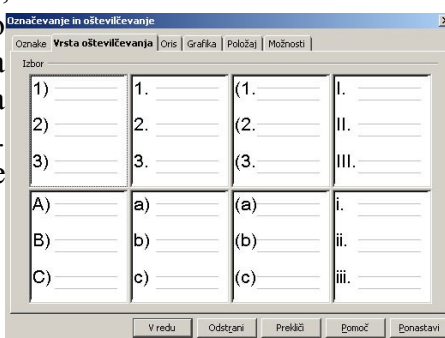 Označevanje in oštevilčevanje
Oznake Vrsta oštevilčevanja Oris Grafika Položaj Možnosti
Izbor
1) 1. (1. I.
2) 2. (2. II.
3) 3. (3. III.
A) a) (a) i.
B) b) (b) ii.
C) c) (c) iii.
V redu Odstrani Prekliči Pomoč Ponastavi